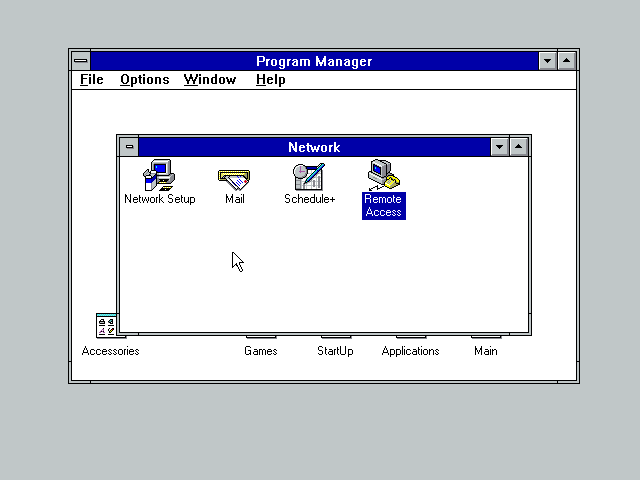 Program Manager
File Options Window Help
Network
Network Setup Mail Schedule+ Remote
Access
Accessories Games StartUp Applications Main